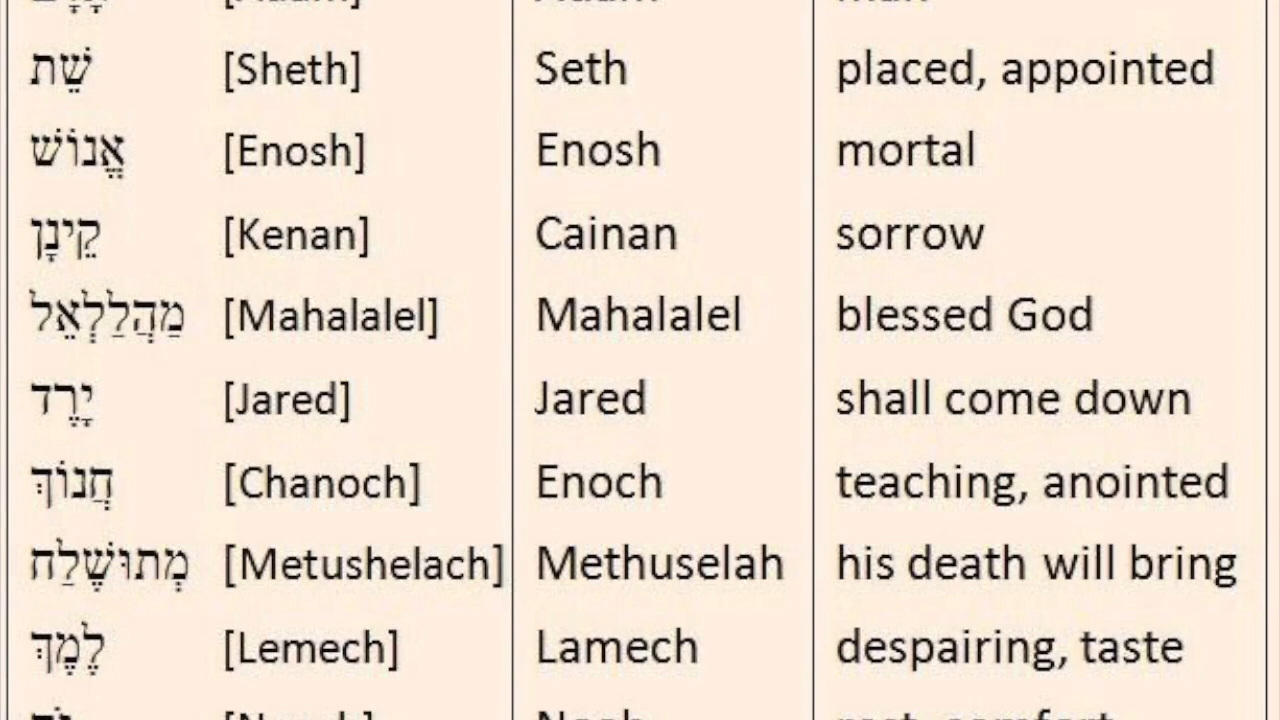 שֵׁת [Sheth] Seth placed, appointed
אֱנוֹשׁ [Enosh] Enosh mortal
קֵינָן [Kenan] Cainan sorrow
מַהֲלַלְאֵל [Mahalalel] Mahalalel blessed God
יָרֶד [Jared] Jared shall come down
חֲנוֹךְ [Chanoch] Enoch teaching, anointed
מְתוּשֶׁלַח [Metushelach] Methuselah his death will bring
לֶמֶךְ [Lemech] Lamech despairing, taste